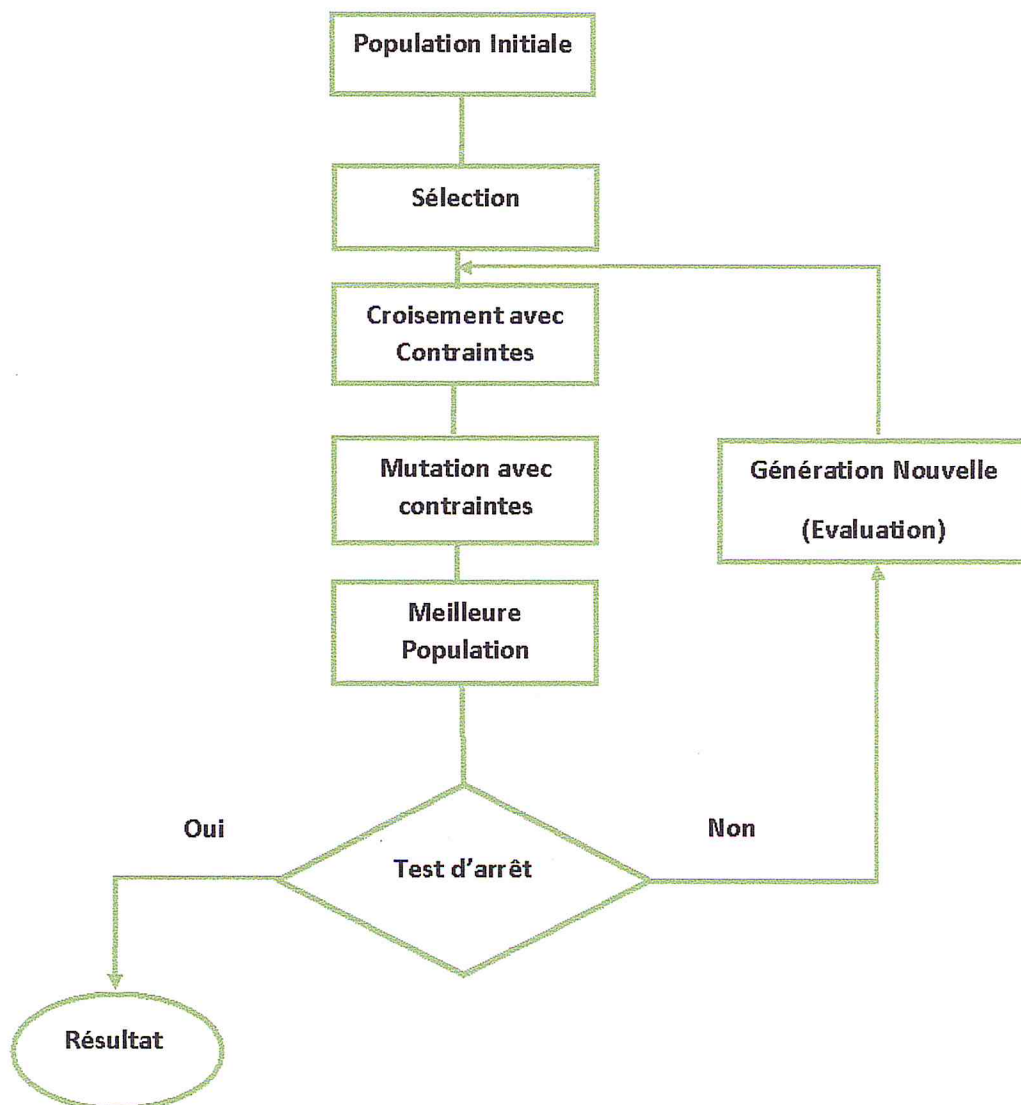 Population Initiale
Sélection
Croisement avec
Contraintes
Mutation avec
contraintes
Génération Nouvelle
(Evaluation)
Meilleure
Population
Oui
Non
Test d'arrêt
Résultat